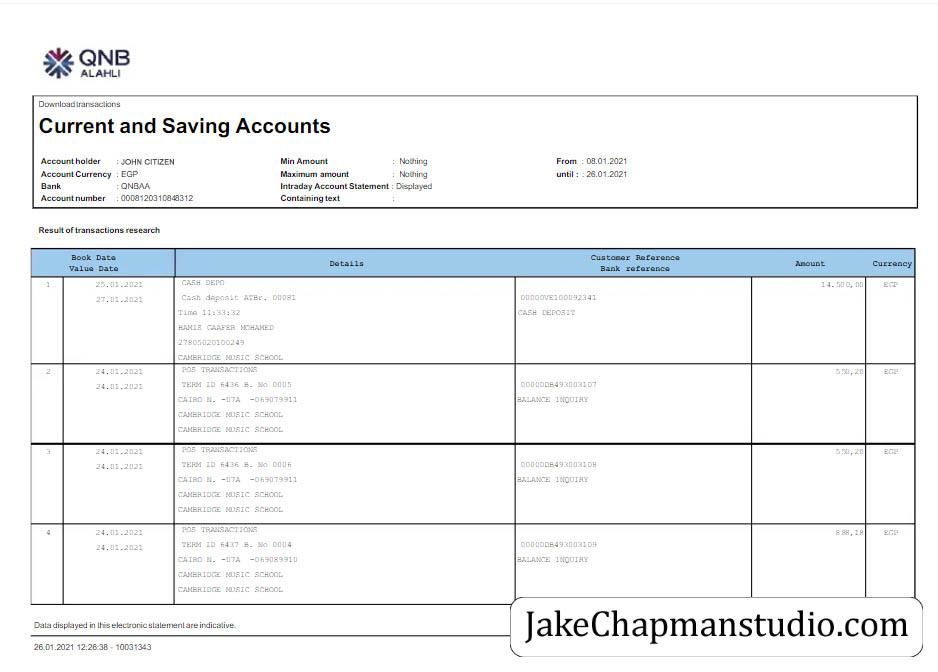 QNB
ALAHLI
Download transactions
Current and Saving Accounts
Account holder : JOHN CITIZEN
Account Currency : EGP
Bank : QNBAA
Account number : 0008120310848312
Min Amount : Nothing
Maximum amount : Nothing
Intraday Account Statement : Displayed
Containing text :
From : 08.01.2021
until : : 26.01.2021
Result of transactions research
Book Date
Value Date
Details
Customer Reference
Bank reference
Amount
Currency
1
25.01.2021
27.01.2021
CASH DEPO
Cash deposit ATBr. 00081
Time 11:33:32
HAMIS GAAFER MOHAMED
27805020100249
CAMBRIDGE MUSIC SCHOOL
00000VE100092341
CASH DEPOSIT
14.500,00
EGP
2
24.01.2021
24.01.2021
POS TRANSACTIONS
TERM ID 6436 B. No 0005
CAIRO N. -07A -069079911
CAMBRIDGE MUSIC SCHOOL
CAMBRIDGE MUSIC SCHOOL
00000DB493003107
BALANCE INQUIRY
550,20
EGP
3
24.01.2021
24.01.2021
POS TRANSACTIONS
TERM ID 6436 B. No 0006
CAIRO N. -07A -069079911
CAMBRIDGE MUSIC SCHOOL
CAMBRIDGE MUSIC SCHOOL
00000DB493003108
BALANCE INQUIRY
550,20
EGP
4
24.01.2021
24.01.2021
POS TRANSACTIONS
TERM ID 6437 B. No 0004
CAIRO N. -07A -069089910
CAMBRIDGE MUSIC SCHOOL
CAMBRIDGE MUSIC SCHOOL
00000DB493003109
BALANCE INQUIRY
888,18
EGP
Data displayed in this electronic statement are indicative.
26.01.2021 12:26:38 - 10031343
JakeChapmanstudio.com